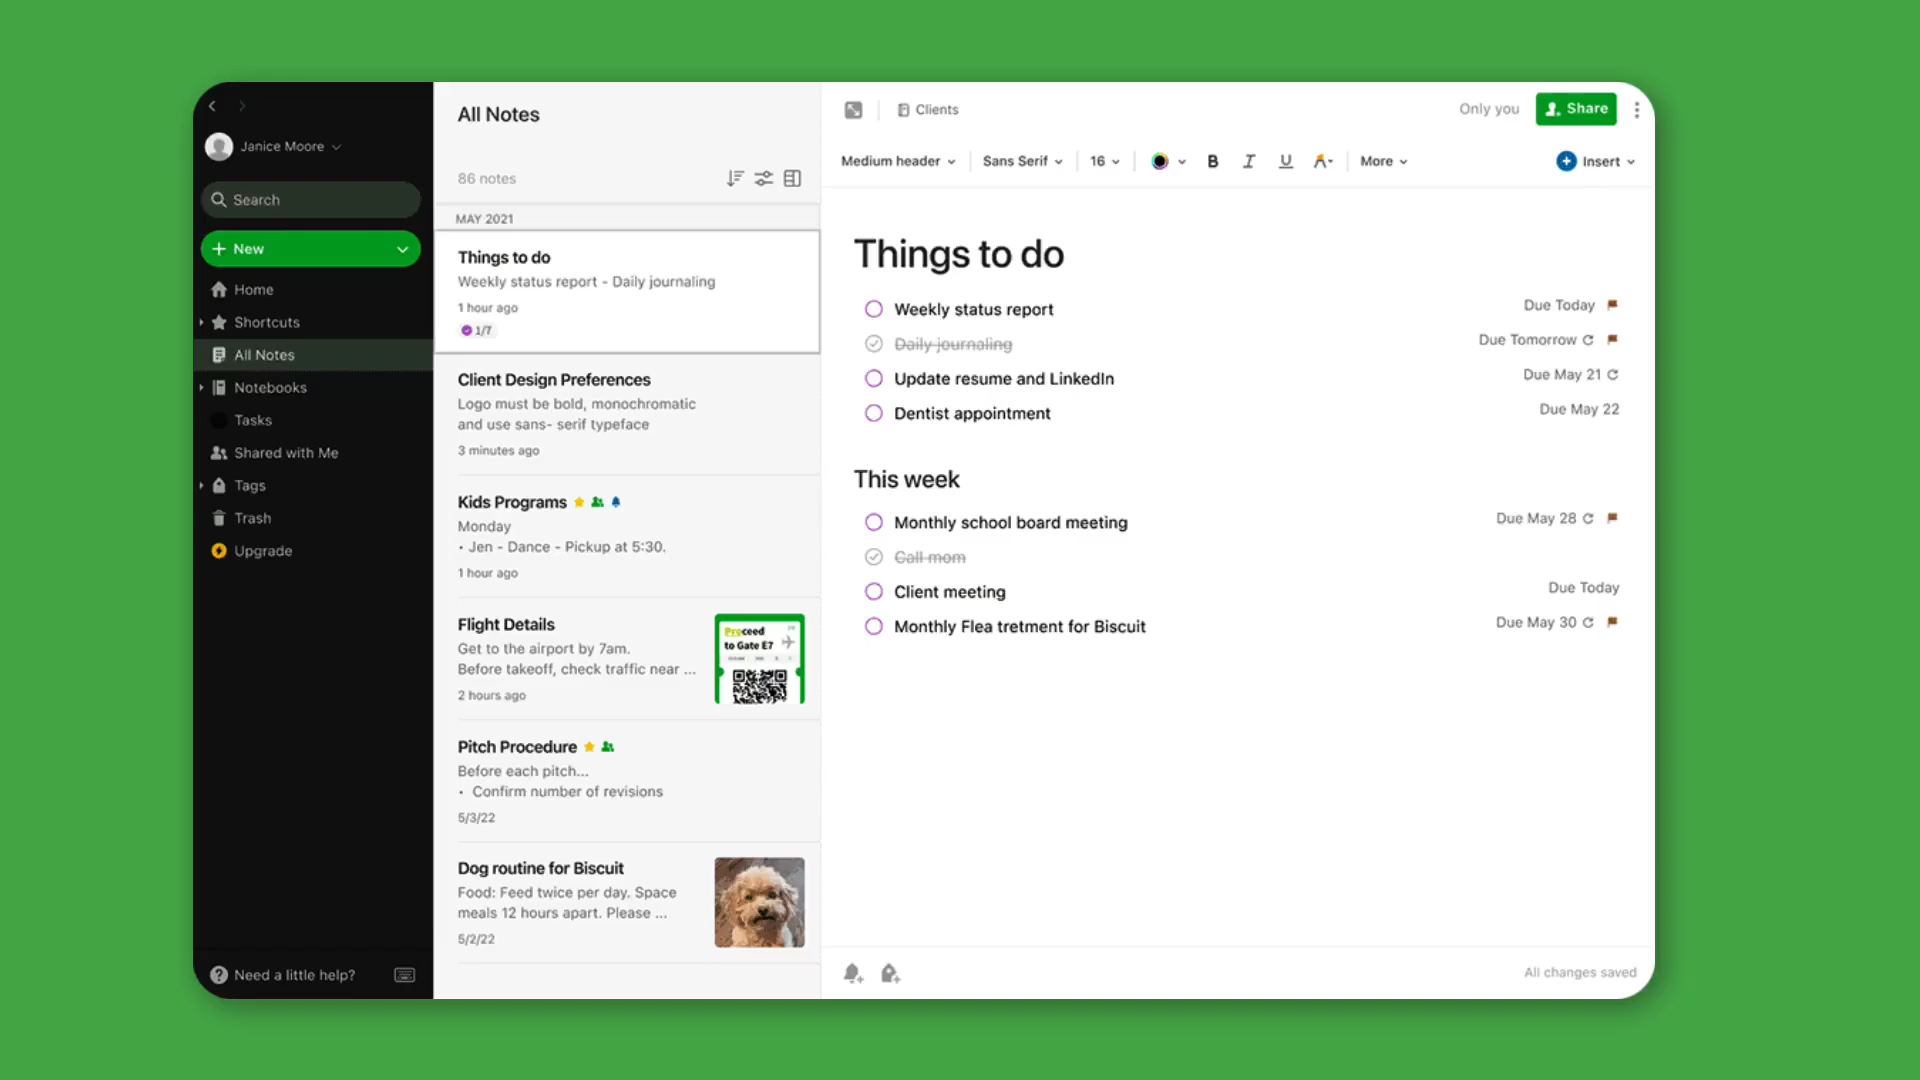 Janice Moore
Search
New
Home
Shortcuts
All Notes
Notebooks
Tasks
Shared with Me
Tags
Trash
Upgrade
Need a little help?
All Notes
86 notes
MAY 2021
Things to do
Weekly status report - Daily journaling
1 hour ago
1/7
Client Design Preferences
Logo must be bold, monochromatic
and use sans- serif typeface
3 minutes ago
Kids Programs
Monday
• Jen - Dance - Pickup at 5:30.
1 hour ago
Flight Details
Get to the airport by 7am.
Before takeoff, check traffic near ...
2 hours ago
Proceed
to Gate E7
Pitch Procedure
Before each pitch...
• Confirm number of revisions
5/3/22
Dog routine for Biscuit
Food: Feed twice per day. Space
meals 12 hours apart. Please ...
5/2/22
Clients
Only you
Share
Medium header
Sans Serif
16
B
I
U
More
Insert
Things to do
Weekly status report Due Today
Daily journaling Due Tomorrow
Update resume and LinkedIn Due May 21
Dentist appointment Due May 22
This week
Monthly school board meeting Due May 28
Call mom
Client meeting Due Today
Monthly Flea tretment for Biscuit Due May 30
All changes saved